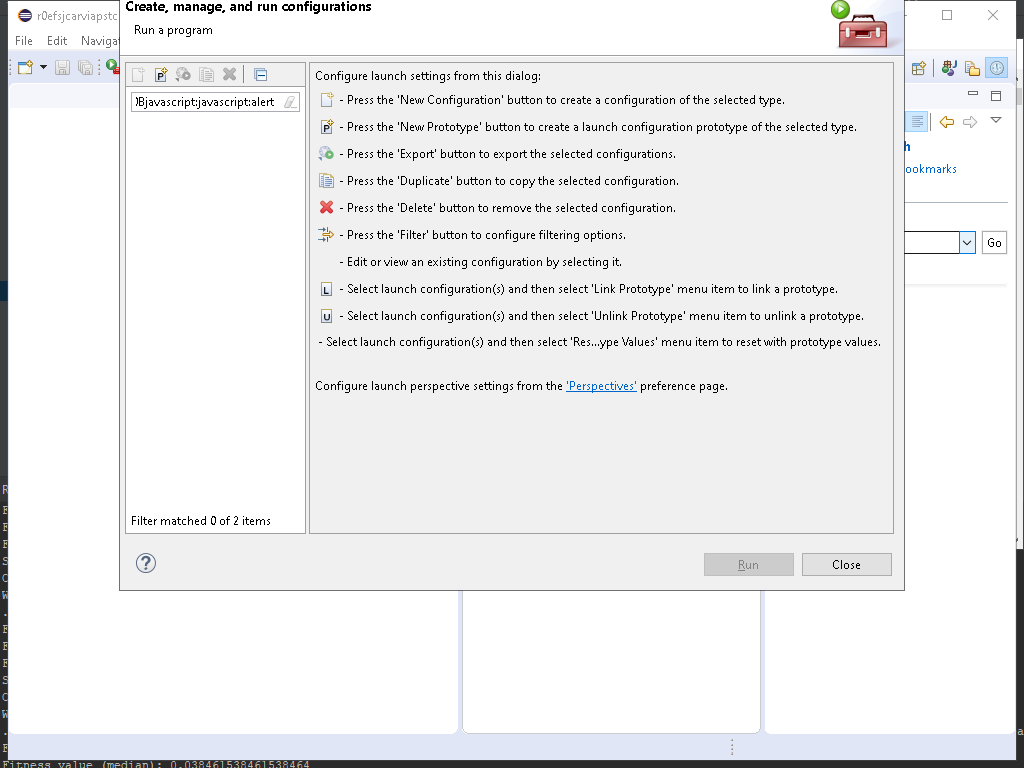 Create, manage, and run configurations
Run a program
r0efsjcarviapstc
File Edit Naviga
)Bjavascript:javascript:alert
Filter matched 0 of 2 items
Configure launch settings from this dialog:
- Press the 'New Configuration' button to create a configuration of the selected type.
P - Press the 'New Prototype' button to create a launch configuration prototype of the selected type.
- Press the 'Export' button to export the selected configurations.
- Press the 'Duplicate' button to copy the selected configuration.
- Press the 'Delete' button to remove the selected configuration.
- Press the 'Filter' button to configure filtering options.
- Edit or view an existing configuration by selecting it.
L - Select launch configuration(s) and then select 'Link Prototype' menu item to link a prototype.
U - Select launch configuration(s) and then select 'Unlink Prototype' menu item to unlink a prototype.
- Select launch configuration(s) and then select 'Res...ype Values' menu item to reset with prototype values.
Configure launch perspective settings from the 'Perspectives' preference page.
Run
Close
h
ookmarks
Go
Fitness value (median): 0.038461538461538464